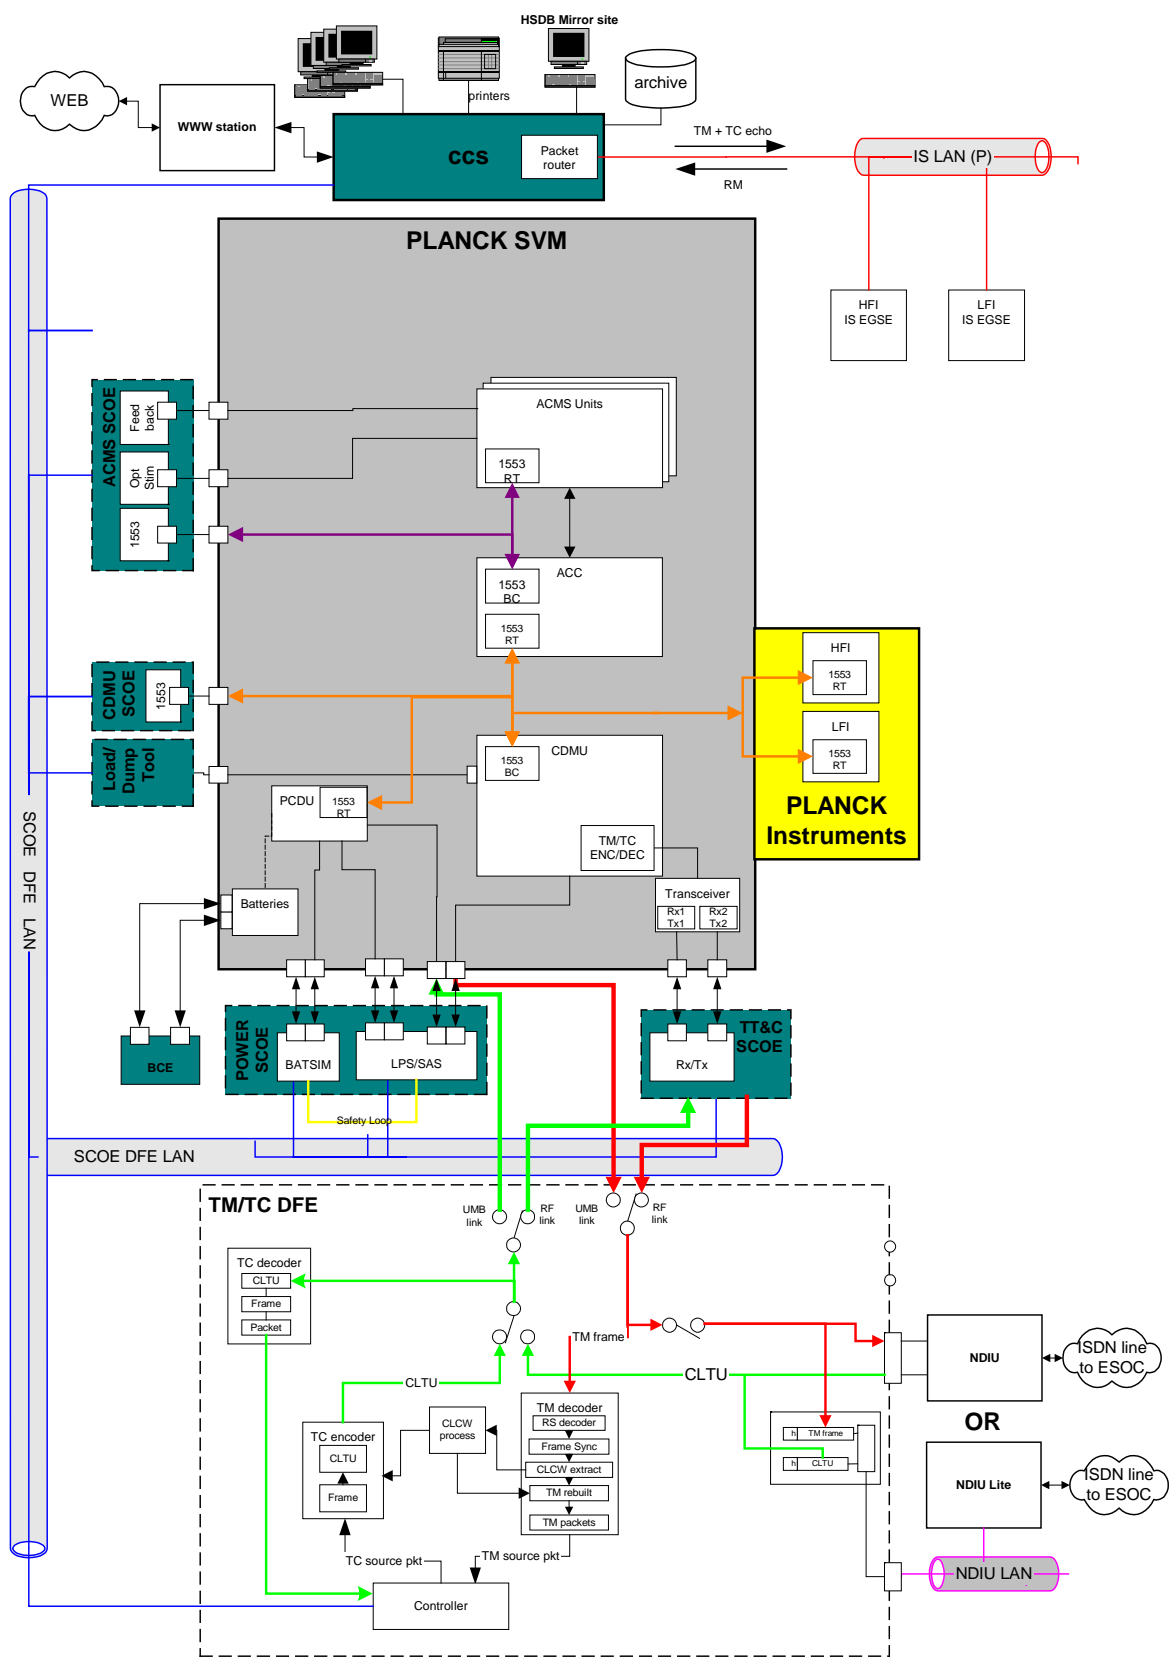 HSDB Mirror site
WEB
WWW station
printers
archive
CCS
Packet
router
TM + TC echo
RM
IS LAN (P)
HFI
IS EGSE
LFI
IS EGSE
PLANCK SVM
ACMS SCOE
Feed
back
Opt
Stim
1553
ACMS Units
1553
RT
ACC
1553
BC
1553
RT
CDMU
SCOE
1553
Load/
Dump
Tool
HFI
1553
RT
LFI
1553
RT
PLANCK
Instruments
CDMU
1553
BC
PCDU
1553
RT
TM/TC
ENC/DEC
Batteries
Transceiver
Rx1
Tx1
Rx2
Tx2
SCOE DFE LAN
BCE
POWER
SCOE
BATSIM
LPS/SAS
Safety Loop
TT&C
SCOE
Rx/Tx
SCOE DFE LAN
TM/TC DFE
UMB
link
RF
link
UMB
link
RF
link
TC decoder
CLTU
Frame
Packet
TM frame
CLTU
CLTU
NDIU
ISDN line
to ESOC
OR
TC encoder
CLTU
Frame
CLCW
process
TM decoder
RS decoder
Frame Sync
CLCW extract
TM rebuilt
TM packets
h
TM frame
h
CLTU
NDIU Lite
ISDN line
to ESOC
TC source pkt
TM source pkt
Controller
NDIU LAN